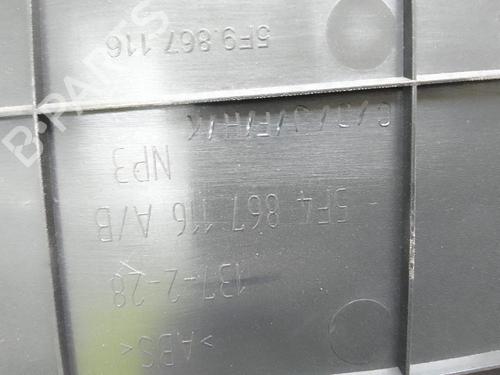 >ABS<
137-2-28
5F4 867 116 A/B
NP3
5F9.867.116
B-PARTS